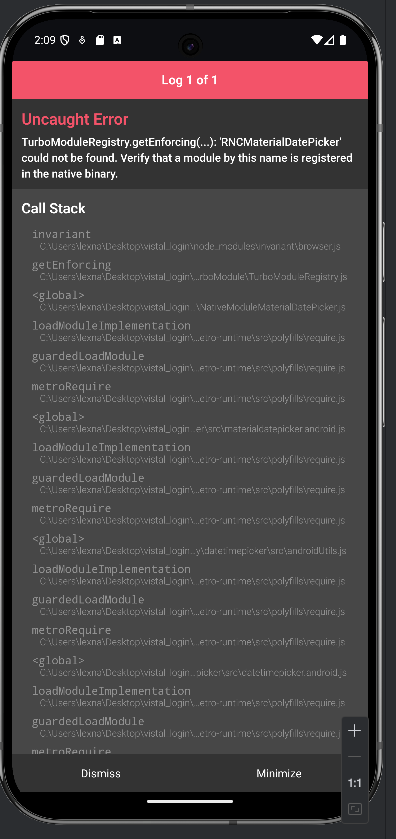 2:09
Log 1 of 1
Uncaught Error
TurboModuleRegistry.getEnforcing(...): 'RNCMaterialDatePicker'
could not be found. Verify that a module by this name is registered
in the native binary.
Call Stack
invariant
C:\Users\lexna\Desktop\vistal_login\node_modules\invariant\browser.js
getEnforcing
C:\Users\lexna\Desktop\vistal_login...rboModule\TurboModuleRegistry.js
<global>
C:\Users\lexna\Desktop\vistal_login...\NativeModuleMaterialDatePicker.js
loadModuleImplementation
C:\Users\lexna\Desktop\vistal_login\...etro-runtime\src\polyfills\require.js
guardedLoadModule
C:\Users\lexna\Desktop\vistal_login\...etro-runtime\src\polyfills\require.js
metroRequire
C:\Users\lexna\Desktop\vistal_login\...etro-runtime\src\polyfills\require.js
<global>
C:\Users\lexna\Desktop\vistal_login...er\src\materialdatepicker.android.js
loadModuleImplementation
C:\Users\lexna\Desktop\vistal_login\...etro-runtime\src\polyfills\require.js
guardedLoadModule
C:\Users\lexna\Desktop\vistal_login\...etro-runtime\src\polyfills\require.js
metroRequire
C:\Users\lexna\Desktop\vistal_login\...etro-runtime\src\polyfills\require.js
<global>
C:\Users\lexna\Desktop\vistal_login...y\datetimepicker\src\androidUtils.js
loadModuleImplementation
C:\Users\lexna\Desktop\vistal_login\...etro-runtime\src\polyfills\require.js
guardedLoadModule
C:\Users\lexna\Desktop\vistal_login\...etro-runtime\src\polyfills\require.js
metroRequire
C:\Users\lexna\Desktop\vistal_login\...etro-runtime\src\polyfills\require.js
<global>
C:\Users\lexna\Desktop\vistal_login...picker\src\datetimepicker.android.js
loadModuleImplementation
C:\Users\lexna\Desktop\vistal_login\...etro-runtime\src\polyfills\require.js
guardedLoadModule
C:\Users\lexna\Desktop\vistal_login\...etro-runtime\src\polyfills\require.j
metroRequire
Dismiss
Minimize
1:1